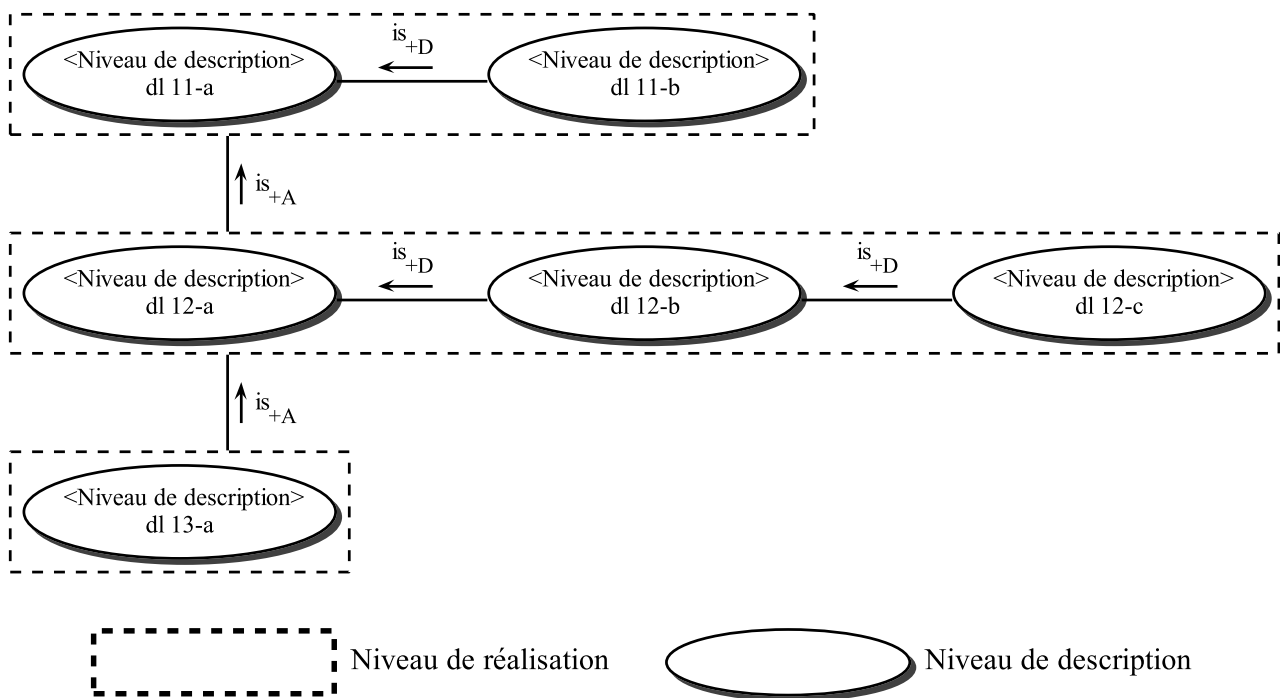 <Niveau de description>
dl 11-a
is+D
<Niveau de description>
dl 11-b
is+A
<Niveau de description>
dl 12-a
is+D
<Niveau de description>
dl 12-b
is+D
<Niveau de description>
dl 12-c
is+A
<Niveau de description>
dl 13-a
Niveau de réalisation
Niveau de description